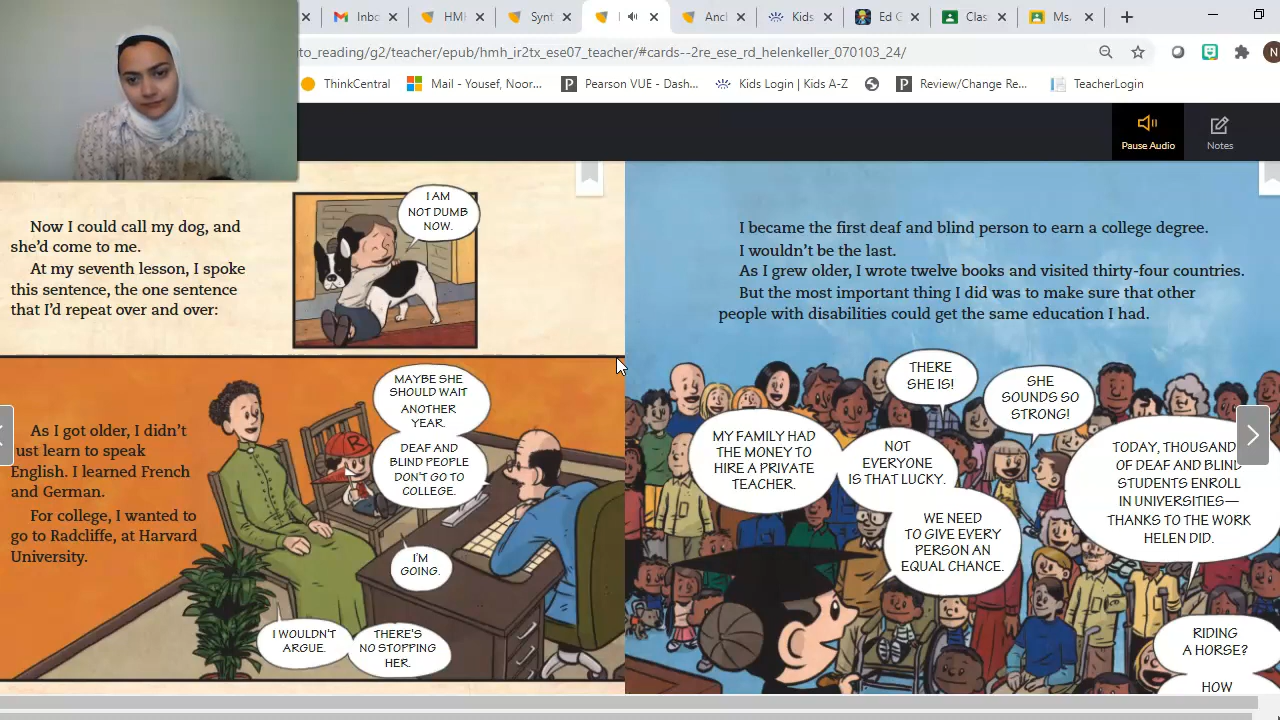 Inbc
HMH
Synt
I
Ancl
Kids
Ed C
Clas
Ms.
to_reading/g2/teacher/epub/hmh_ir2tx_ese07_teacher/#cards--2re_ese_rd_helenkeller_070103_24/
N
ThinkCentral
Mail - Yousef, Noor...
Pearson VUE - Dash...
Kids Login | Kids A-Z
Review/Change Re...
TeacherLogin
Pause Audio
Notes
Now I could call my dog, and
she'd come to me.
At my seventh lesson, I spoke
this sentence, the one sentence
that I'd repeat over and over:
I AM
NOT DUMB
NOW.
As I got older, I didn't
just learn to speak
English. I learned French
and German.
For college, I wanted to
go to Radcliffe, at Harvard
University.
R
MAYBE SHE
SHOULD WAIT
ANOTHER
YEAR.
DEAF AND
BLIND PEOPLE
DON'T GO TO
COLLEGE.
I'M
GOING.
I WOULDN'T
ARGUE.
THERE'S
NO STOPPING
HER.
I became the first deaf and blind person to earn a college degree.
I wouldn't be the last.
As I grew older, I wrote twelve books and visited thirty-four countries.
But the most important thing I did was to make sure that other
people with disabilities could get the same education I had.
THERE
SHE IS!
SHE
SOUNDS SO
STRONG!
MY FAMILY HAD
THE MONEY TO
HIRE A PRIVATE
TEACHER.
NOT
EVERYONE
IS THAT LUCKY.
WE NEED
TO GIVE EVERY
PERSON AN
EQUAL CHANCE.
TODAY, THOUSAND
OF DEAF AND BLIND
STUDENTS ENROLL
IN UNIVERSITIES—
THANKS TO THE WORK
HELEN DID.
RIDING
A HORSE?
HOW